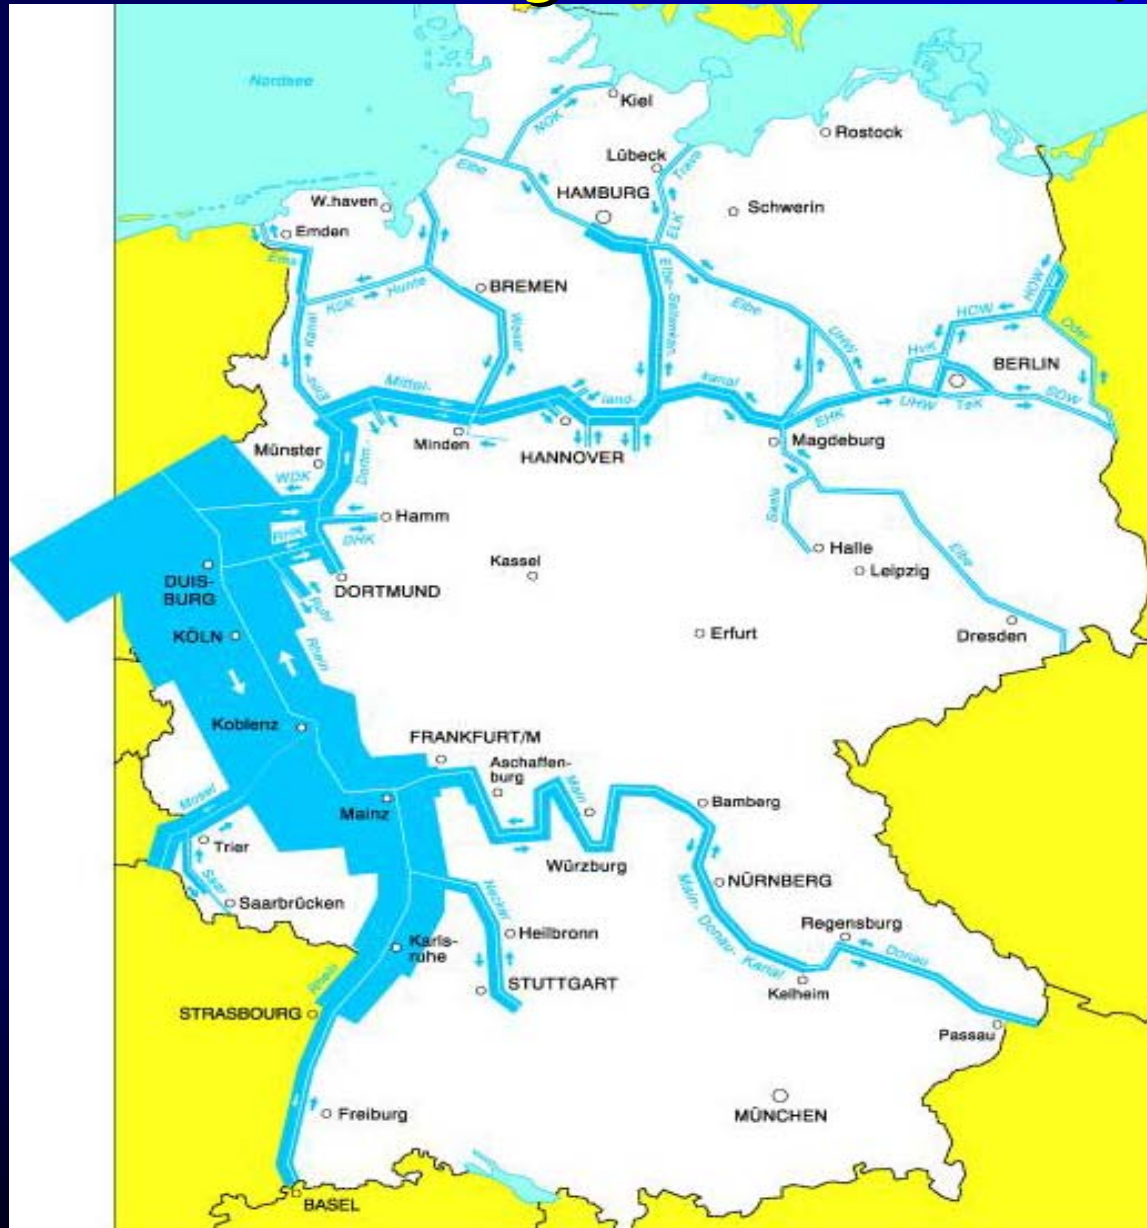 Nordsee
Kiel
NOK
Rostock
Elbe
Lübeck
Trave
HAMBURG
W.haven
Schwerin
ELK
Emden
Ems
KüK
Hunte
BREMEN
Elbe-Seitenkanal
Elbe
HOW
HOW
Oder
Kanal
Weser
UHW
HvK
BERLIN
Mittel-
land-
kanal
EHK
UHW
TeK
SOW
Minden
HANNOVER
Magdeburg
Münster
Dortm.-
WDK
Hamm
Saale
RHK
DHK
Halle
Elbe
Kassel
Leipzig
DUIS-
BURG
DORTMUND
Ruhr
KÖLN
Rhein
Erfurt
Dresden
Koblenz
FRANKFURT/M
Aschaffen-
burg
Main
Mosel
Mainz
Bamberg
Trier
Würzburg
Saar
NÜRNBERG
Saarbrücken
Neckar
Main- Donau- Kanal
Regensburg
Karls-
ruhe
Heilbronn
Donau
Rhein
STUTTGART
Kelheim
STRASBOURG
Passau
Freiburg
MÜNCHEN
BASEL